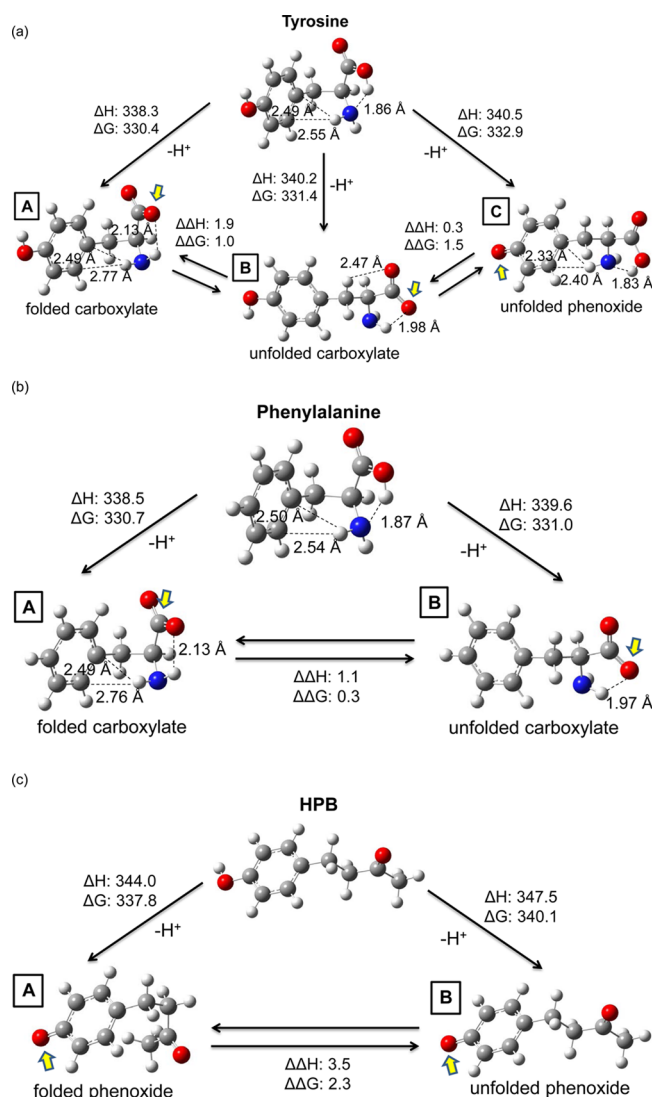 (a)
Tyrosine
ΔH: 338.3
ΔG: 330.4
-H⁺
2.49 Å
2.55 Å
1.86 Å
ΔH: 340.2
ΔG: 331.4
-H⁺
ΔH: 340.5
ΔG: 332.9
-H⁺
A
2.13 Å
2.49 Å
2.77 Å
folded carboxylate
ΔΔH: 1.9
ΔΔG: 1.0
B
2.47 Å
1.98 Å
unfolded carboxylate
ΔΔH: 0.3
ΔΔG: 1.5
C
2.33 Å
2.40 Å
1.83 Å
unfolded phenoxide
(b)
Phenylalanine
ΔH: 338.5
ΔG: 330.7
-H⁺
2.50 Å
2.54 Å
1.87 Å
ΔH: 339.6
ΔG: 331.0
-H⁺
A
2.13 Å
2.49 Å
2.76 Å
folded carboxylate
ΔΔH: 1.1
ΔΔG: 0.3
B
1.97 Å
unfolded carboxylate
(c)
HPB
ΔH: 344.0
ΔG: 337.8
-H⁺
ΔH: 347.5
ΔG: 340.1
-H⁺
A
folded phenoxide
ΔΔH: 3.5
ΔΔG: 2.3
B
unfolded phenoxide